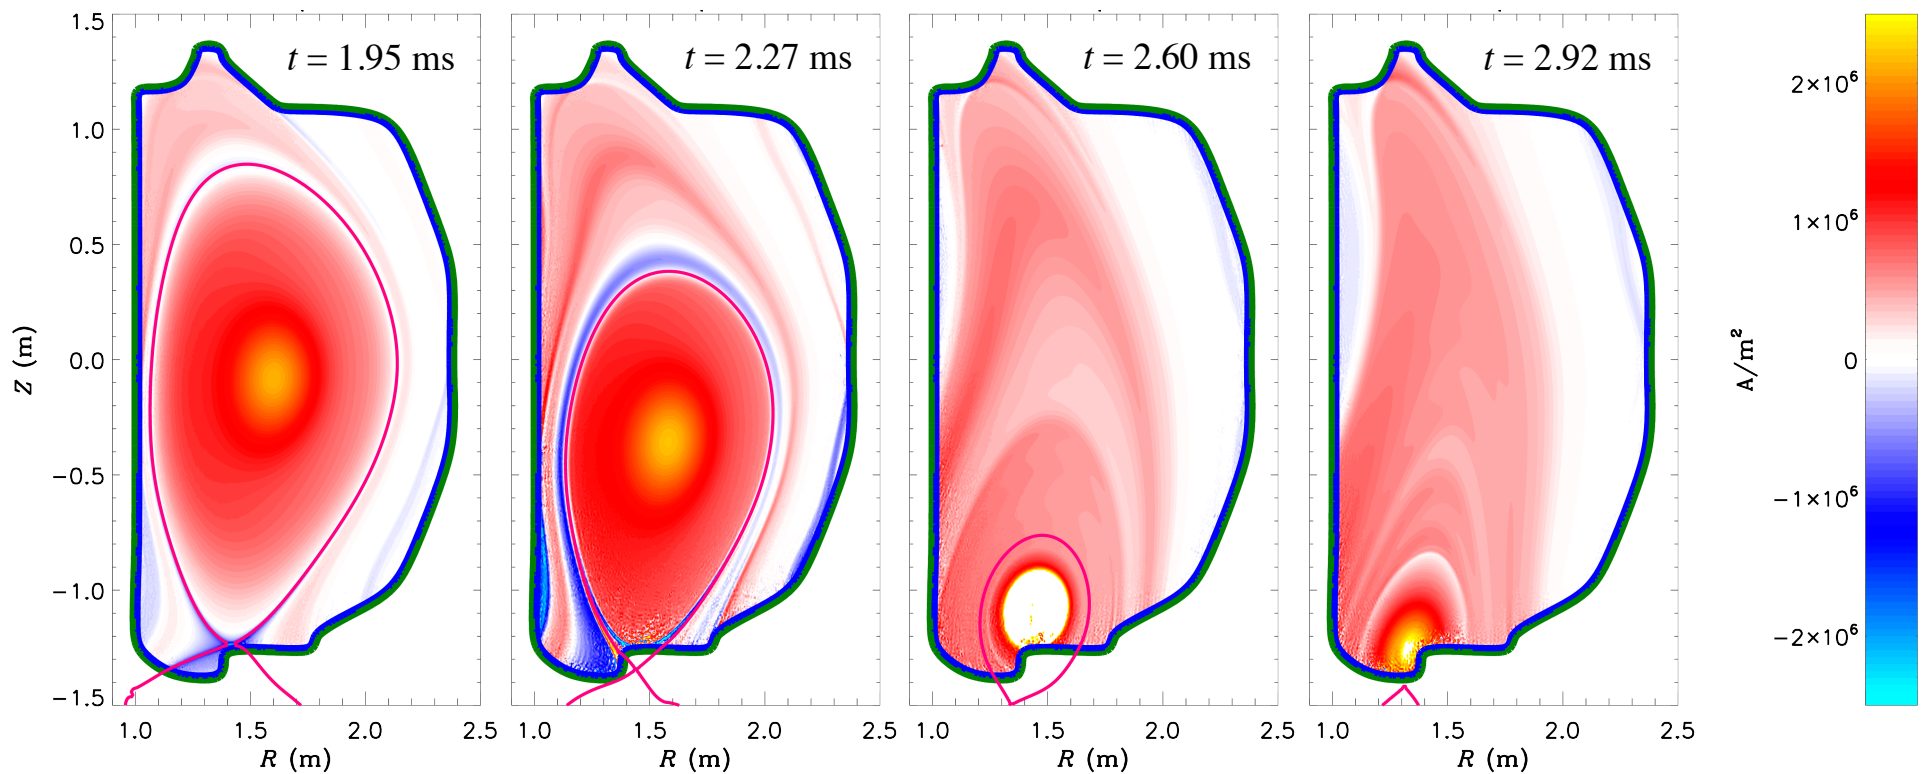 t = 1.95 ms
t = 2.27 ms
t = 2.60 ms
t = 2.92 ms
1.5
1.0
0.5
0.0
−0.5
−1.0
−1.5
Z (m)
1.0 1.5 2.0 2.5
1.0 1.5 2.0 2.5
1.0 1.5 2.0 2.5
1.0 1.5 2.0 2.5
R (m)
R (m)
R (m)
R (m)
2×10⁶
1×10⁶
0
−1×10⁶
−2×10⁶
A/m²